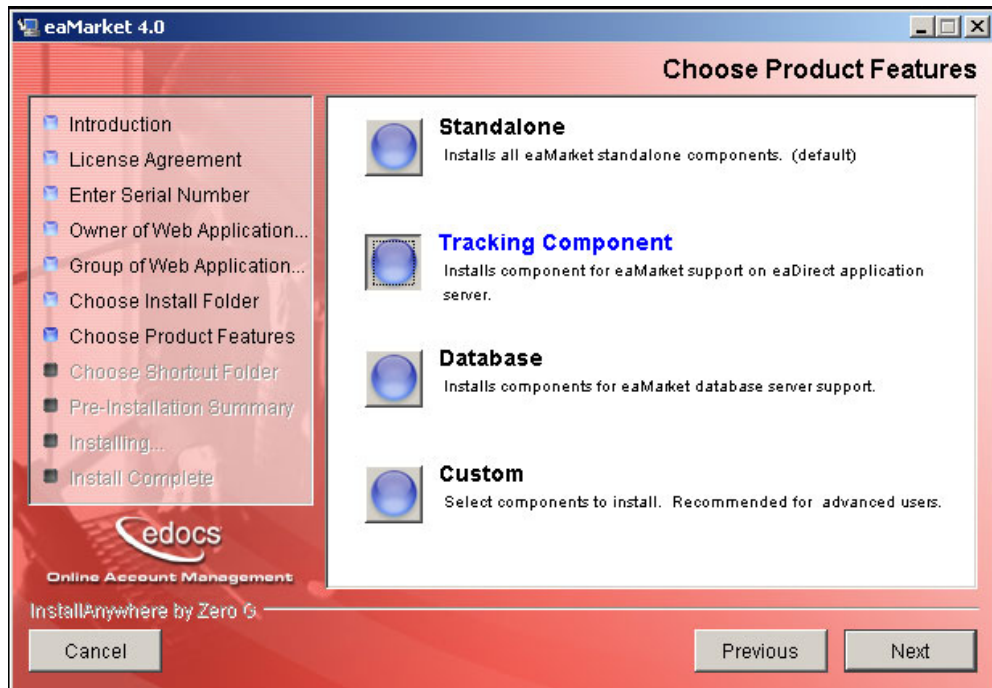 eaMarket 4.0
Choose Product Features
Introduction
License Agreement
Enter Serial Number
Owner of Web Application...
Group of Web Application...
Choose Install Folder
Choose Product Features
Choose Shortcut Folder
Pre-Installation Summary
Installing...
Install Complete
edocs
Online Account Management
Standalone
Installs all eaMarket standalone components. (default)
Tracking Component
Installs component for eaMarket support on eaDirect application
server.
Database
Installs components for eaMarket database server support.
Custom
Select components to install. Recommended for advanced users.
InstallAnywhere by Zero G
Cancel
Previous
Next